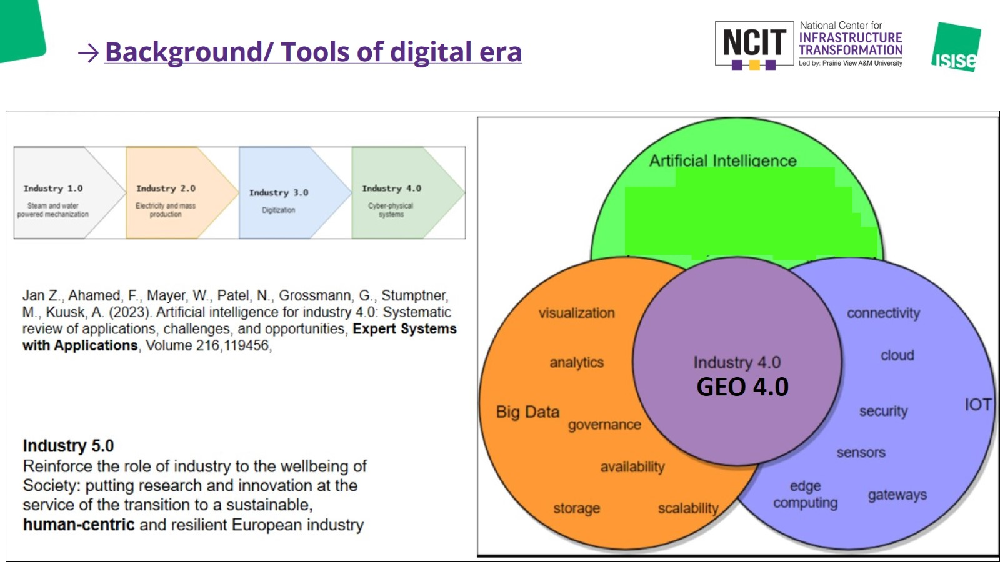 → Background/ Tools of digital era
NCIT
National Center for
INFRASTRUCTURE
TRANSFORMATION
Led by: Prairie View A&M University
ISISE
Industry 1.0
Steam and water
powered mechanization
Industry 2.0
Electricity and mass
production
Industry 3.0
Digitization
Industry 4.0
Cyber-physical
systems
Jan Z., Ahamed, F., Mayer, W., Patel, N., Grossmann, G., Stumptner,
M., Kuusk, A. (2023). Artificial intelligence for industry 4.0: Systematic
review of applications, challenges, and opportunities, Expert Systems
with Applications, Volume 216,119456,
Industry 5.0
Reinforce the role of industry to the wellbeing of
Society: putting research and innovation at the
service of the transition to a sustainable,
human-centric and resilient European industry
Artificial Intelligence
visualization
analytics
Big Data
governance
availability
storage
scalability
Industry 4.0
GEO 4.0
connectivity
cloud
IOT
security
sensors
edge
computing
gateways